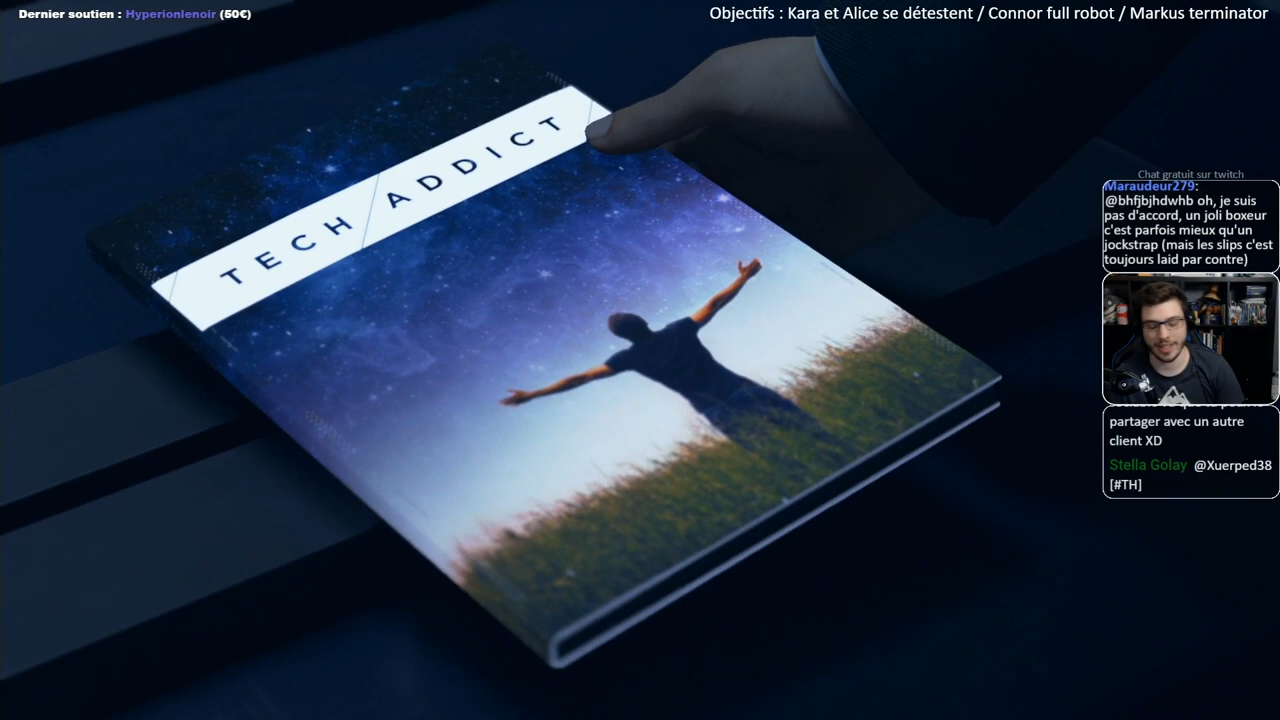 Dernier soutien : Hyperionlenoir (50€)
Objectifs : Kara et Alice se détestent / Connor full robot / Markus terminator
TECH ADDICT
Chat gratuit sur twitch
Maraudeur279:
@bhfjbjhdwhb oh, je suis
pas d'accord, un joli boxeur
c'est parfois mieux qu'un
jockstrap (mais les slips c'est
toujours laid par contre)
partager avec un autre
client XD
Stella Golay @Xuerped38
[#TH]